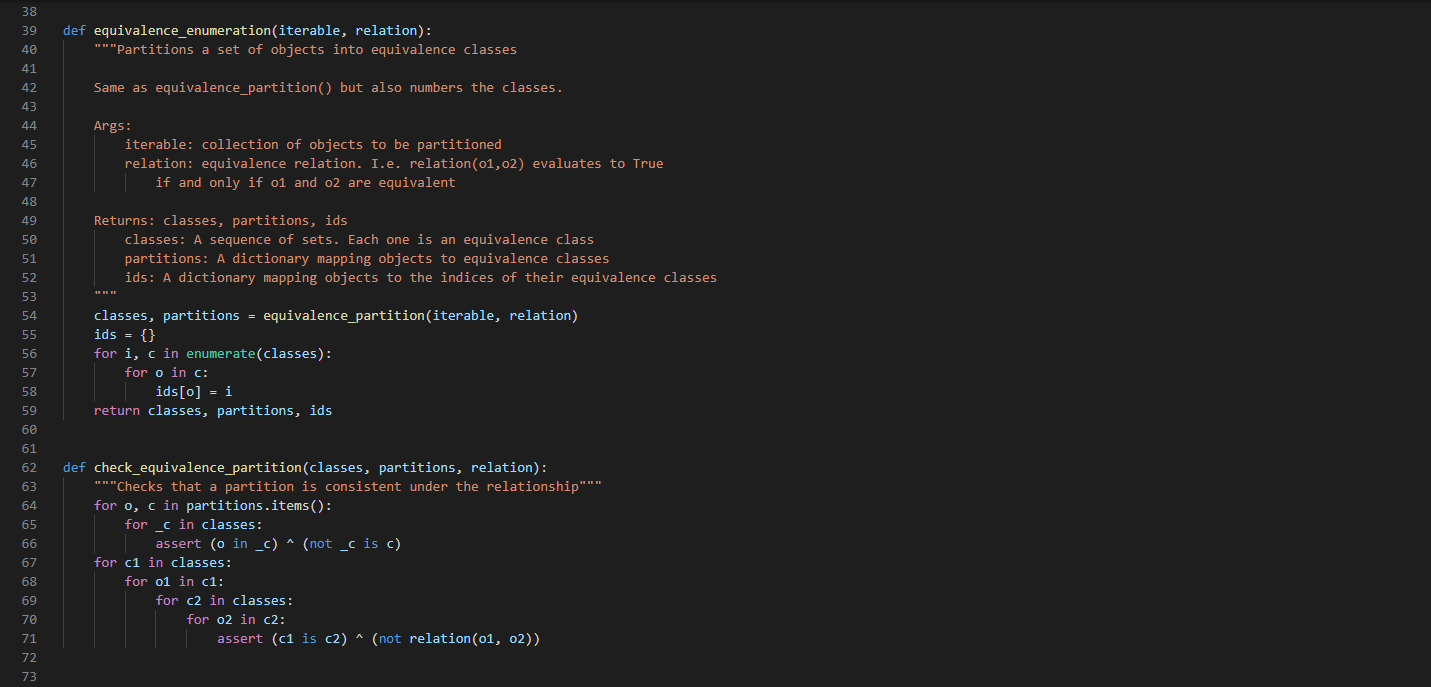 38
39 def equivalence_enumeration(iterable, relation):
40     """Partitions a set of objects into equivalence classes
41
42     Same as equivalence_partition() but also numbers the classes.
43
44     Args:
45         iterable: collection of objects to be partitioned
46         relation: equivalence relation. I.e. relation(o1,o2) evaluates to True
47             if and only if o1 and o2 are equivalent
48
49     Returns: classes, partitions, ids
50         classes: A sequence of sets. Each one is an equivalence class
51         partitions: A dictionary mapping objects to equivalence classes
52         ids: A dictionary mapping objects to the indices of their equivalence classes
53     """
54     classes, partitions = equivalence_partition(iterable, relation)
55     ids = {}
56     for i, c in enumerate(classes):
57         for o in c:
58             ids[o] = i
59     return classes, partitions, ids
60
61
62 def check_equivalence_partition(classes, partitions, relation):
63     """Checks that a partition is consistent under the relationship"""
64     for o, c in partitions.items():
65         for _c in classes:
66             assert (o in _c) ^ (not _c is c)
67     for c1 in classes:
68         for o1 in c1:
69             for c2 in classes:
70                 for o2 in c2:
71                     assert (c1 is c2) ^ (not relation(o1, o2))
72
73